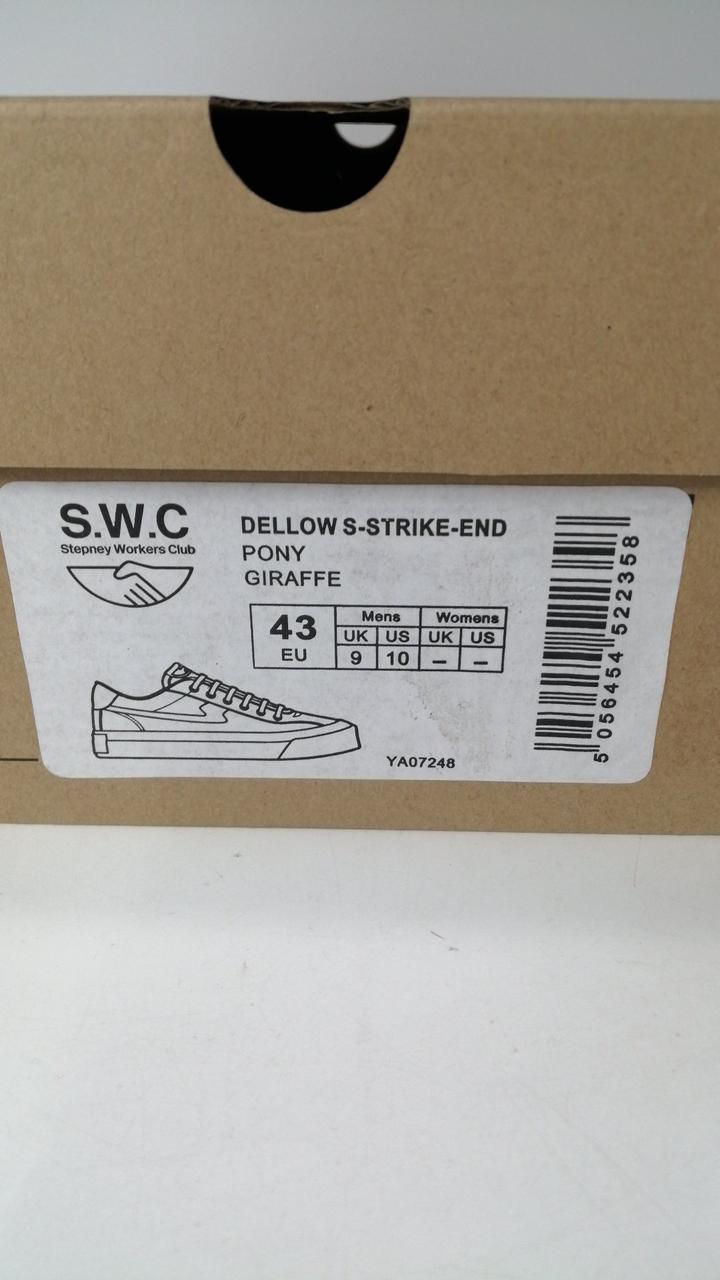 S.W.C
Stepney Workers Club
DELLOW S-STRIKE-END
PONY
GIRAFFE
43
EU
Mens Womens
UK US UK US
9 10 – –
YA07248
5 056454 522358